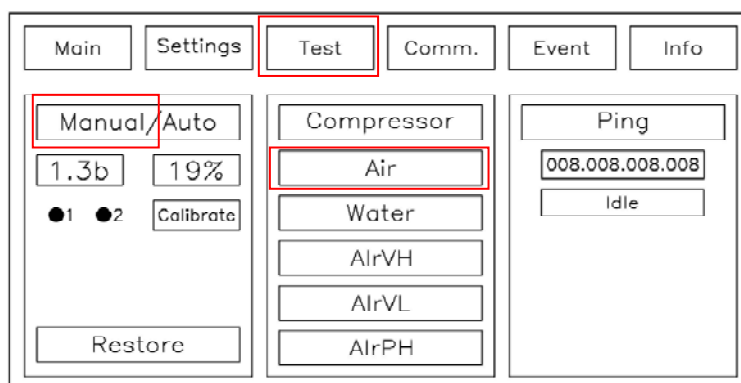 Main Settings Test Comm. Event Info
Manual/Auto
1.3b 19%
1 2 Calibrate
Restore
Compressor
Air
Water
AIrVH
AIrVL
AIrPH
Ping
008.008.008.008
Idle